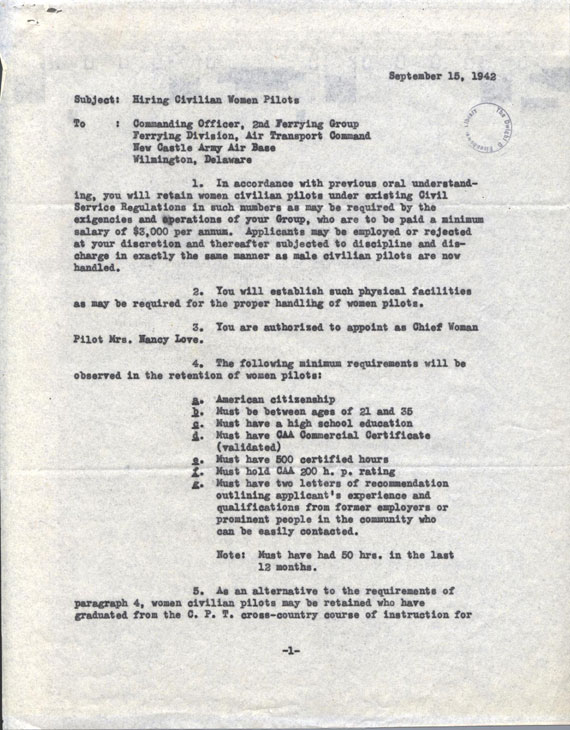 September 15, 1942
Subject: Hiring Civilian Women Pilots
To : Commanding Officer, 2nd Ferrying Group
Ferrying Division, Air Transport Command
New Castle Army Air Base
Wilmington, Delaware
1. In accordance with previous oral understand-
ing, you will retain women civilian pilots under existing Civil
Service Regulations in such numbers as may be required by the
exigencies and operations of your Group, who are to be paid a minimum
salary of $3,000 per annum. Applicants may be employed or rejected
at your discretion and thereafter subjected to discipline and dis-
charge in exactly the same manner as male civilian pilots are now
handled.
2. You will establish such physical facilities
as may be required for the proper handling of women pilots.
3. You are authorized to appoint as Chief Woman
Pilot Mrs. Nancy Love.
4. The following minimum requirements will be
observed in the retention of women pilots:
a. American citizenship
b. Must be between ages of 21 and 35
c. Must have a high school education
d. Must have CAA Commercial Certificate
(validated)
e. Must have 500 certified hours
f. Must hold CAA 200 h. p. rating
g. Must have two letters of recommendation
outlining applicant's experience and
qualifications from former employers or
prominent people in the community who
can be easily contacted.
Note: Must have had 50 hrs. in the last
12 months.
5. As an alternative to the requirements of
paragraph 4, women civilian pilots may be retained who have
graduated from the C. P. T. cross-country course of instruction for
-1-
The Dwight D. Library